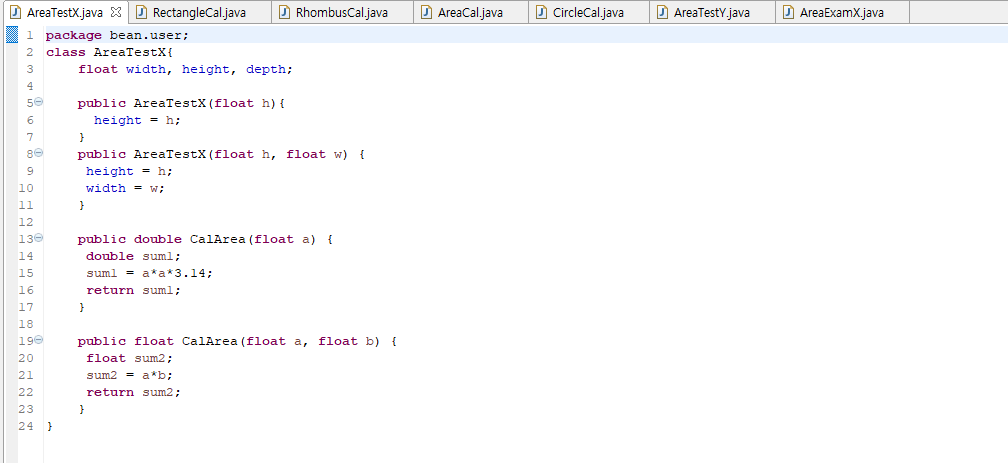 AreaTestX.java RectangleCal.java RhombusCal.java AreaCal.java CircleCal.java AreaTestY.java AreaExamX.java
1 package bean.user;
2 class AreaTestX{
3     float width, height, depth;
4
5     public AreaTestX(float h){
6       height = h;
7     }
8     public AreaTestX(float h, float w) {
9      height = h;
10      width = w;
11     }
12
13     public double CalArea(float a) {
14      double sum1;
15      sum1 = a*a*3.14;
16      return sum1;
17     }
18
19     public float CalArea(float a, float b) {
20      float sum2;
21      sum2 = a*b;
22      return sum2;
23     }
24 }